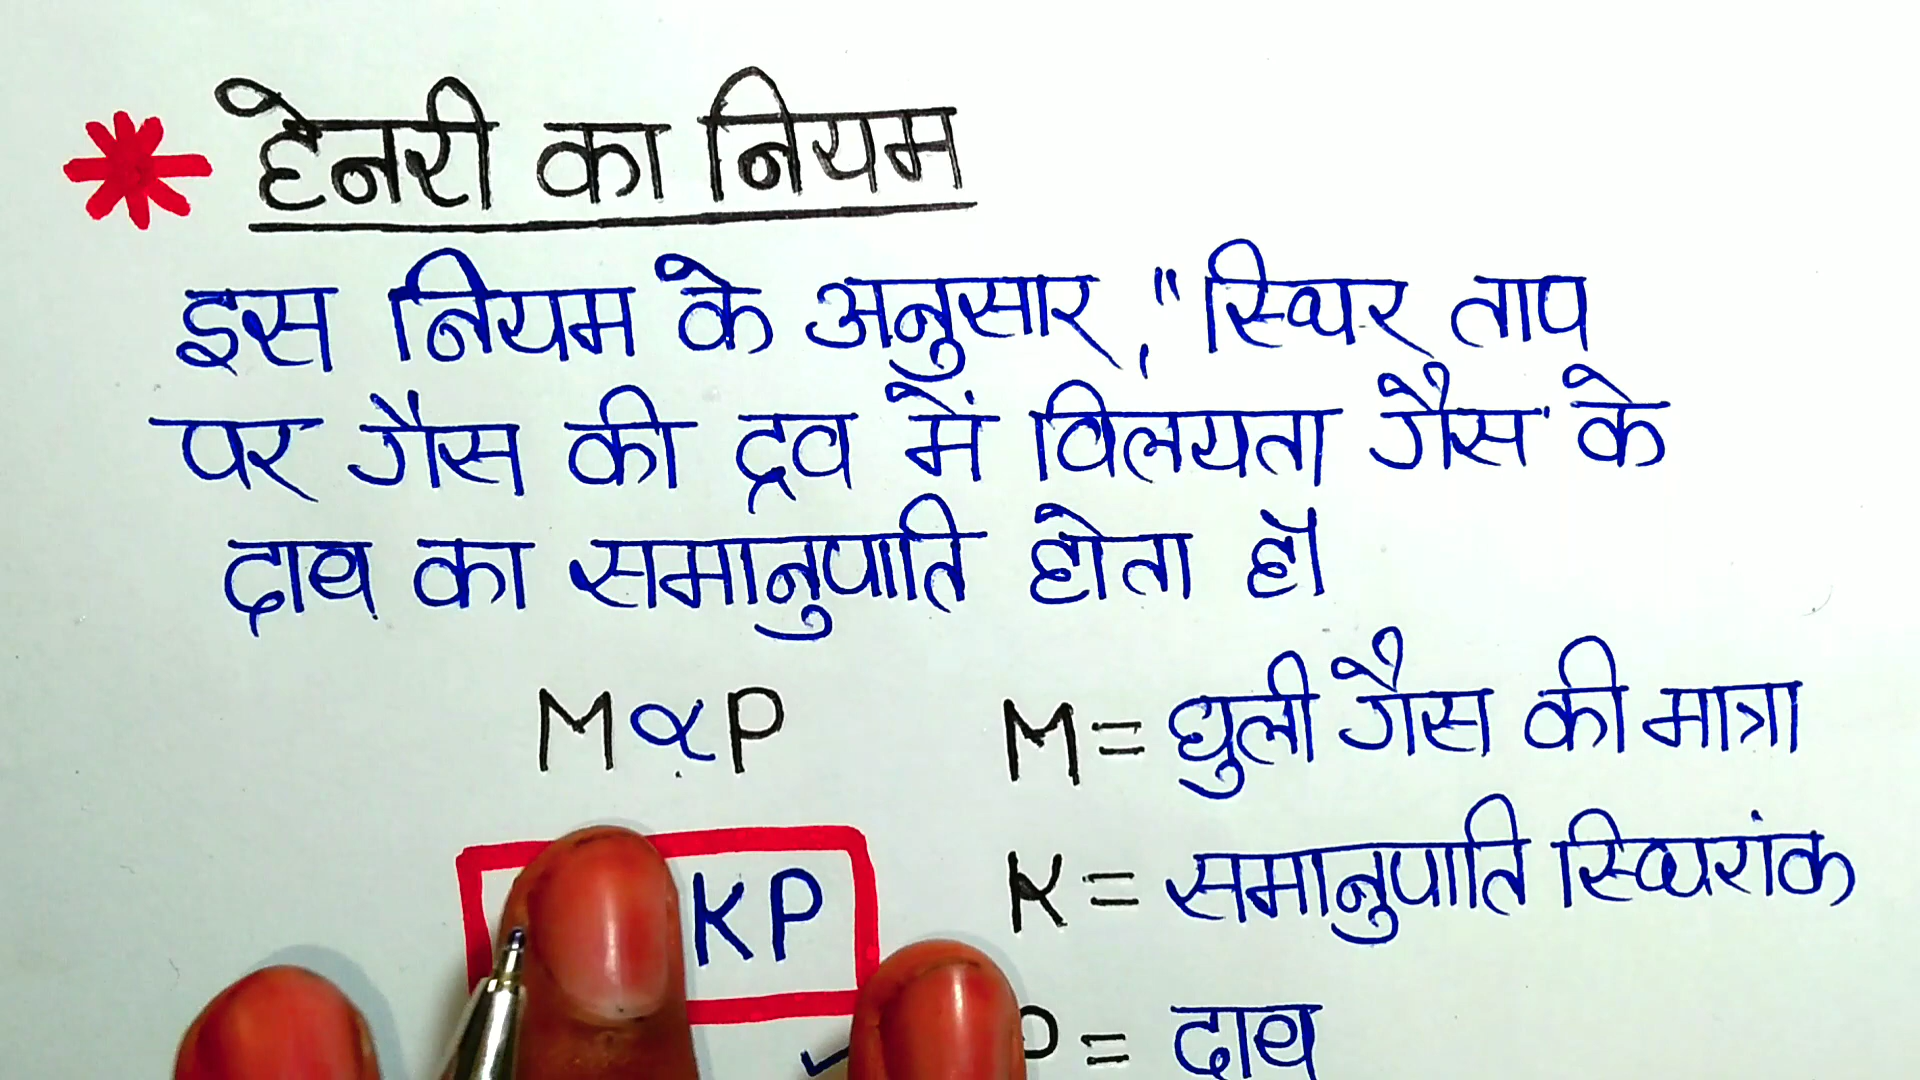 हेनरी का नियम
इस नियम के अनुसार, "स्थिर ताप
पर गैस की द्रव में विलयता गैस के
दाब का समानुपाति होता हैं
M ∝ P
M = घुली गैस की मात्रा
KP
K = समानुपाति स्थिरांक
P = दाब